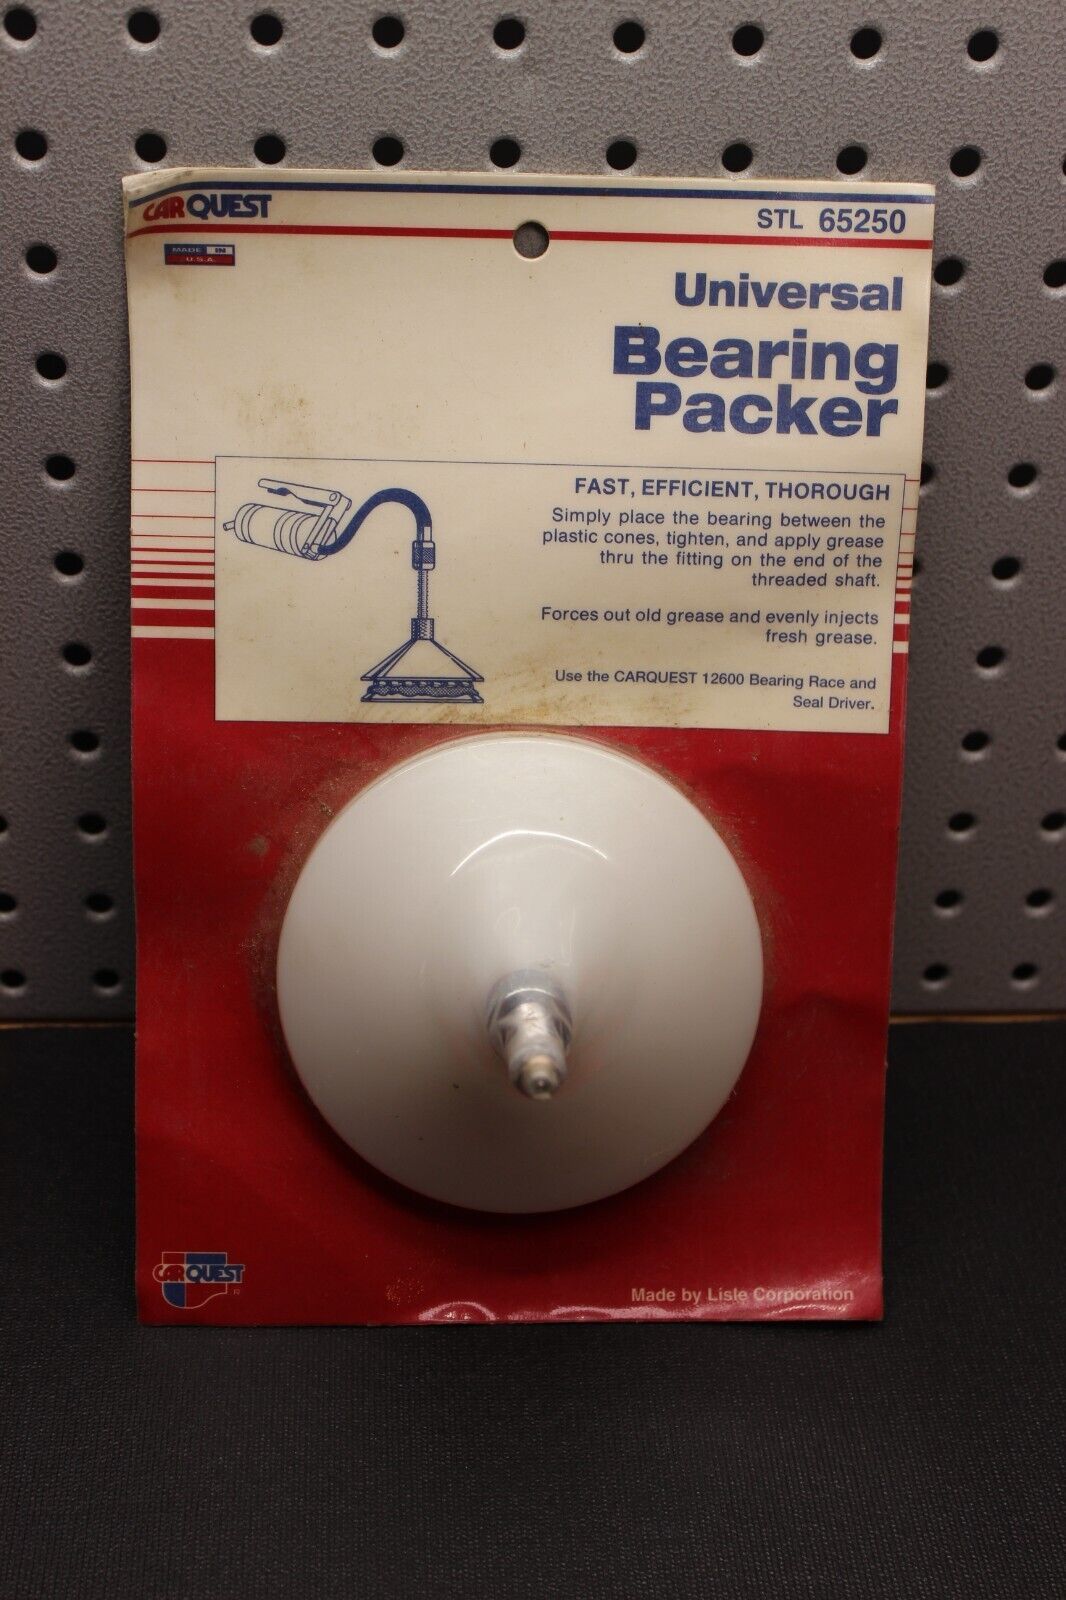 CARQUEST
STL 65250
MADE IN
U.S.A.
Universal
Bearing
Packer
FAST, EFFICIENT, THOROUGH
Simply place the bearing between the
plastic cones, tighten, and apply grease
thru the fitting on the end of the
threaded shaft.
Forces out old grease and evenly injects
fresh grease.
Use the CARQUEST 12600 Bearing Race and
Seal Driver.
CARQUEST
Made by Lisle Corporation